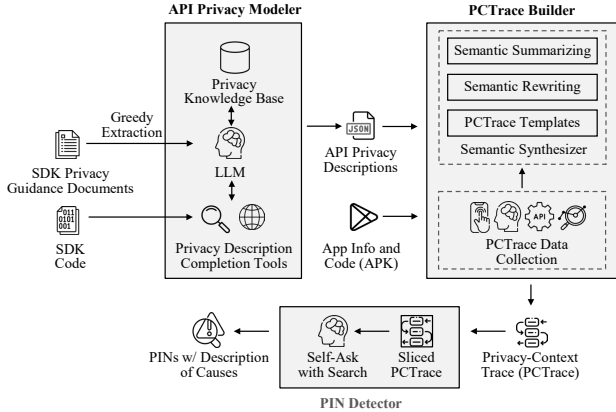 API Privacy Modeler
PCTrace Builder
Privacy
Knowledge Base
Greedy
Extraction
LLM
SDK Privacy
Guidance Documents
011
0101
001
SDK
Code
Privacy Description
Completion Tools
JSON
API Privacy
Descriptions
App Info and
Code (APK)
Semantic Summarizing
Semantic Rewriting
PCTrace Templates
Semantic Synthesizer
API
PCTrace Data
Collection
PINs w/ Description
of Causes
Self-Ask
with Search
Sliced
PCTrace
Privacy-Context
Trace (PCTrace)
PIN Detector